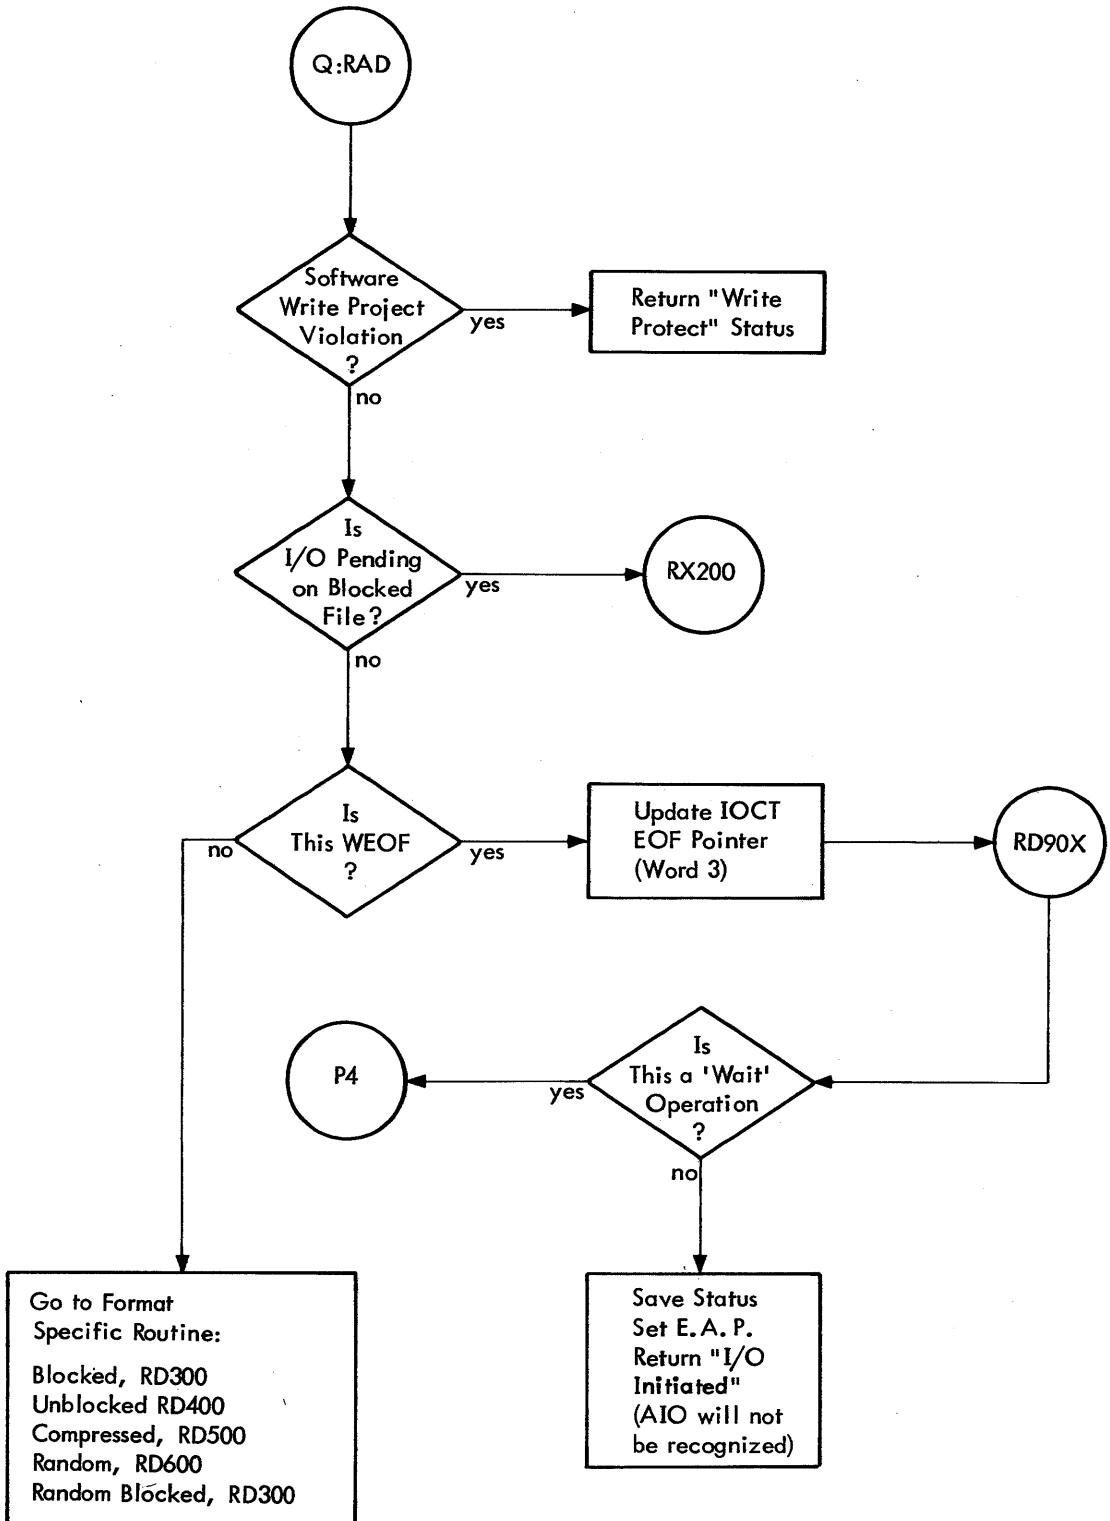 Q:RAD
Software
Write Project
Violation
?
yes
Return "Write
Protect" Status
no
Is
I/O Pending
on Blocked
File?
yes
RX200
no
Is
This WEOF
?
no
yes
Update IOCT
EOF Pointer
(Word 3)
RD90X
Is
This a 'Wait'
Operation
?
yes
P4
no
Save Status
Set E.A.P.
Return "I/O
Initiated"
(AIO will not
be recognized)
Go to Format
Specific Routine:
Blocked, RD300
Unblocked RD400
Compressed, RD500
Random, RD600
Random Blocked, RD300